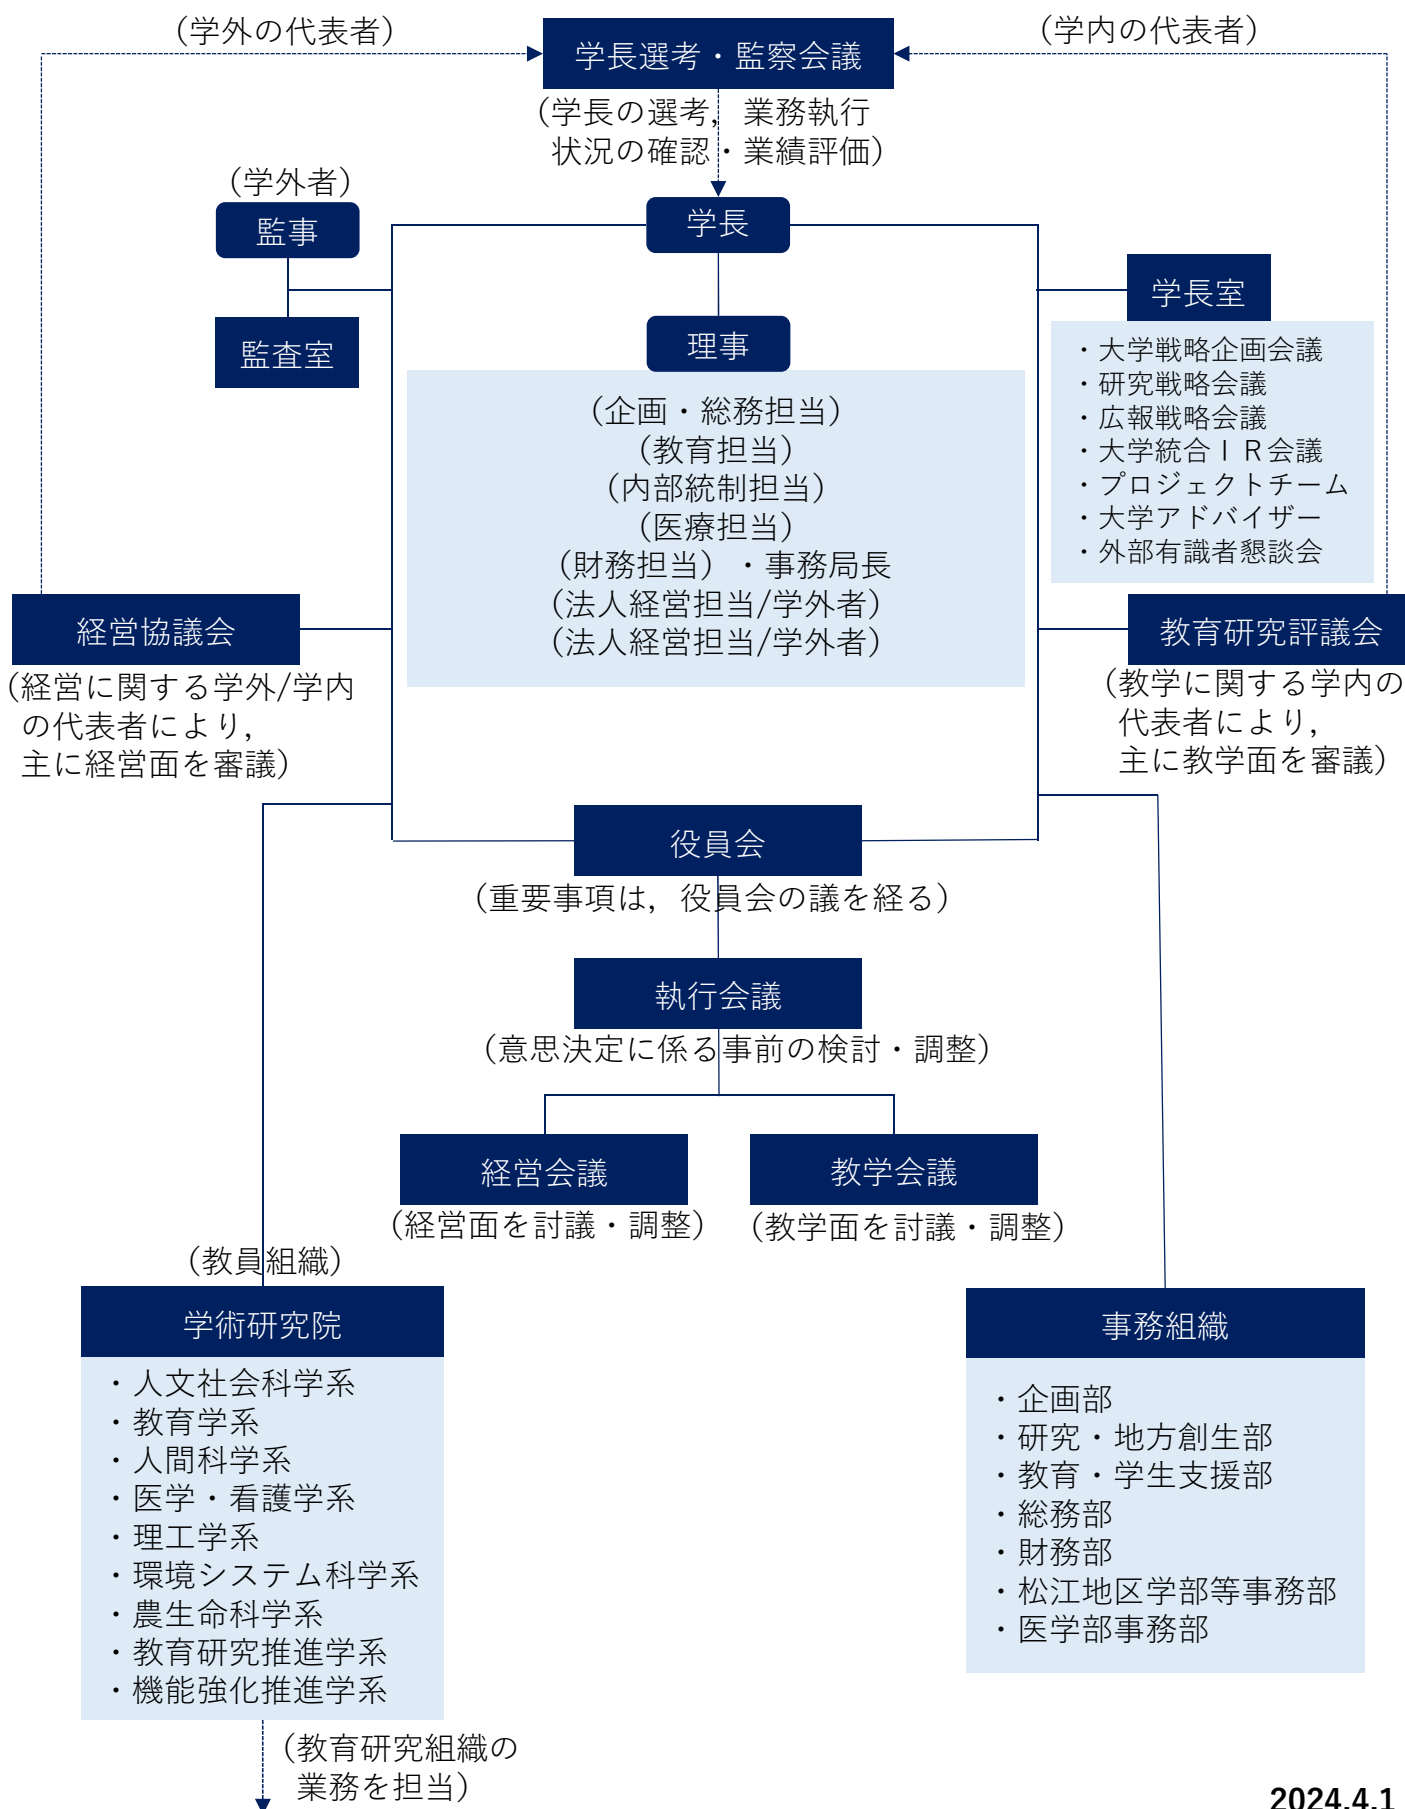 （学外の代表者）
（学内の代表者）
学長選考・監察会議
（学長の選考，業務執行
状況の確認・業績評価）
（学外者）
監事
学長
学長室
監査室
理事
・大学戦略企画会議
・研究戦略会議
・広報戦略会議
・大学統合ＩＲ会議
・プロジェクトチーム
・大学アドバイザー
・外部有識者懇談会
（企画・総務担当）
（教育担当）
（内部統制担当）
（医療担当）
（財務担当）・事務局長
（法人経営担当/学外者）
（法人経営担当/学外者）
経営協議会
（経営に関する学外/学内
の代表者により，
主に経営面を審議）
教育研究評議会
（教学に関する学内の
代表者により，
主に教学面を審議）
役員会
（重要事項は，役員会の議を経る）
執行会議
（意思決定に係る事前の検討・調整）
経営会議
（経営面を討議・調整）
教学会議
（教学面を討議・調整）
（教員組織）
学術研究院
・人文社会科学系
・教育学系
・人間科学系
・医学・看護学系
・理工学系
・環境システム科学系
・農生命科学系
・教育研究推進学系
・機能強化推進学系
（教育研究組織の
業務を担当）
事務組織
・企画部
・研究・地方創生部
・教育・学生支援部
・総務部
・財務部
・松江地区学部等事務部
・医学部事務部
2024.4.1